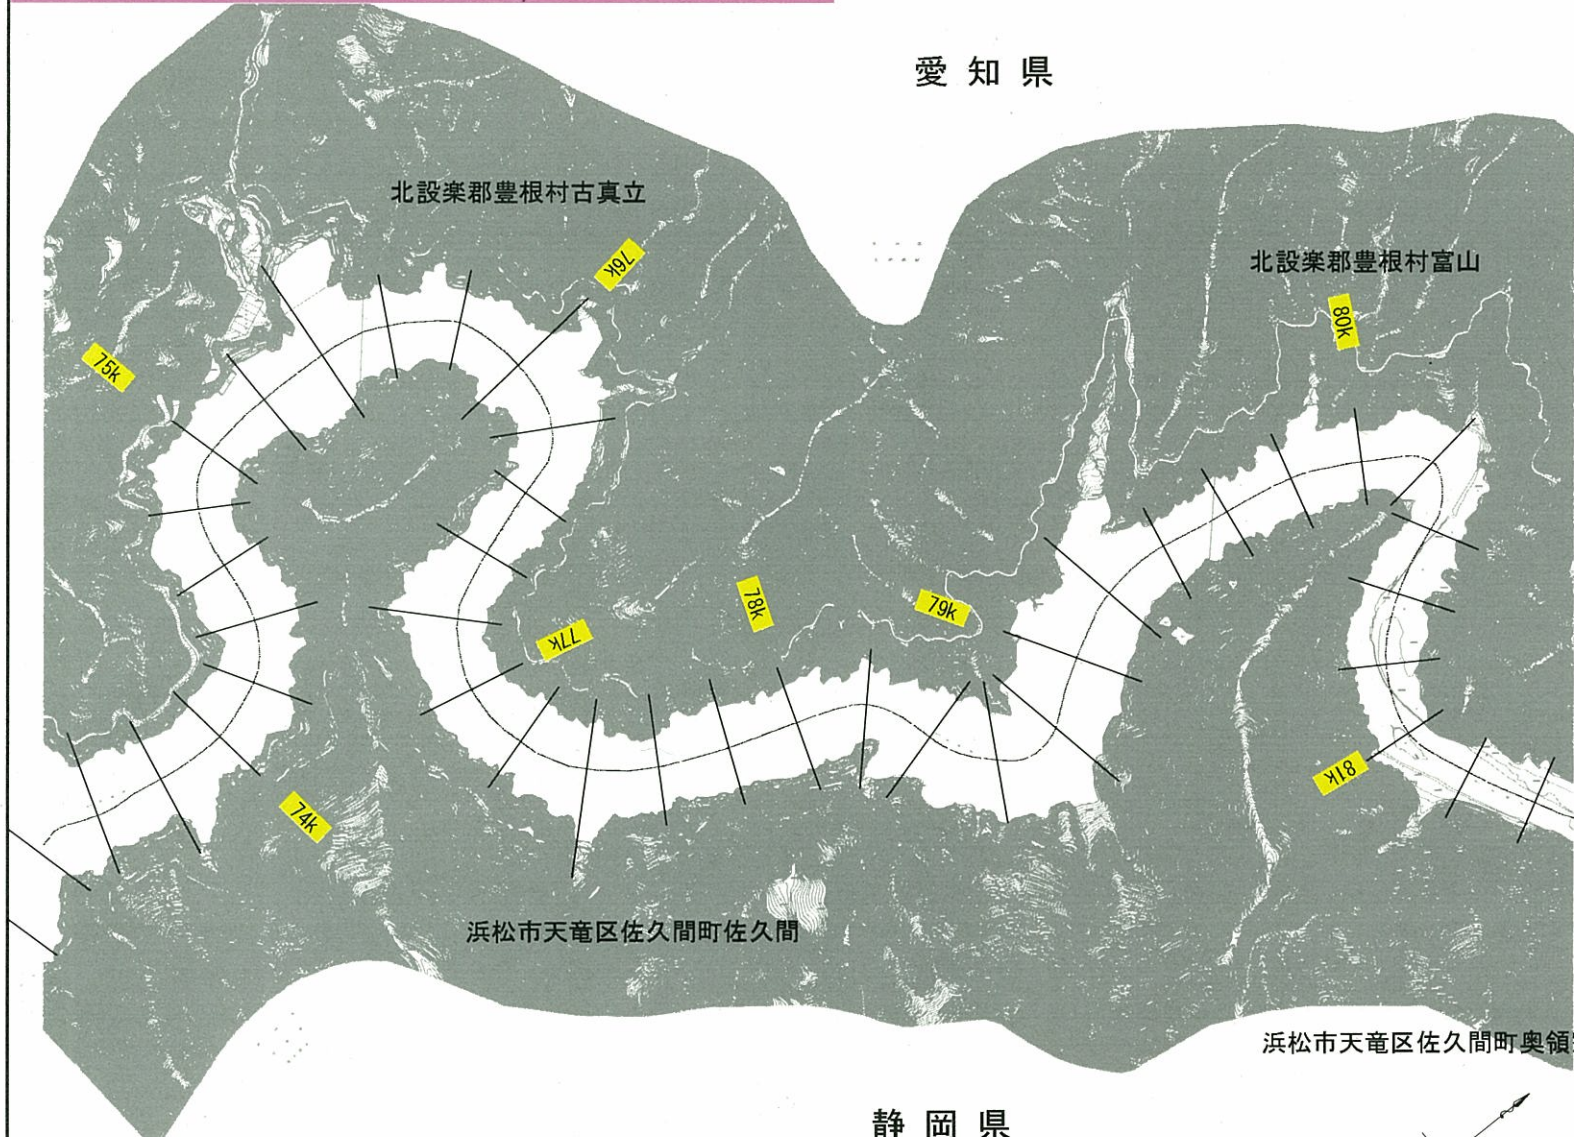 愛知県
北設楽郡豊根村古真立
76k
北設楽郡豊根村富山
80k
75k
78k
79k
77k
81k
74k
浜松市天竜区佐久間町佐久間
浜松市天竜区佐久間町奥領
静岡県